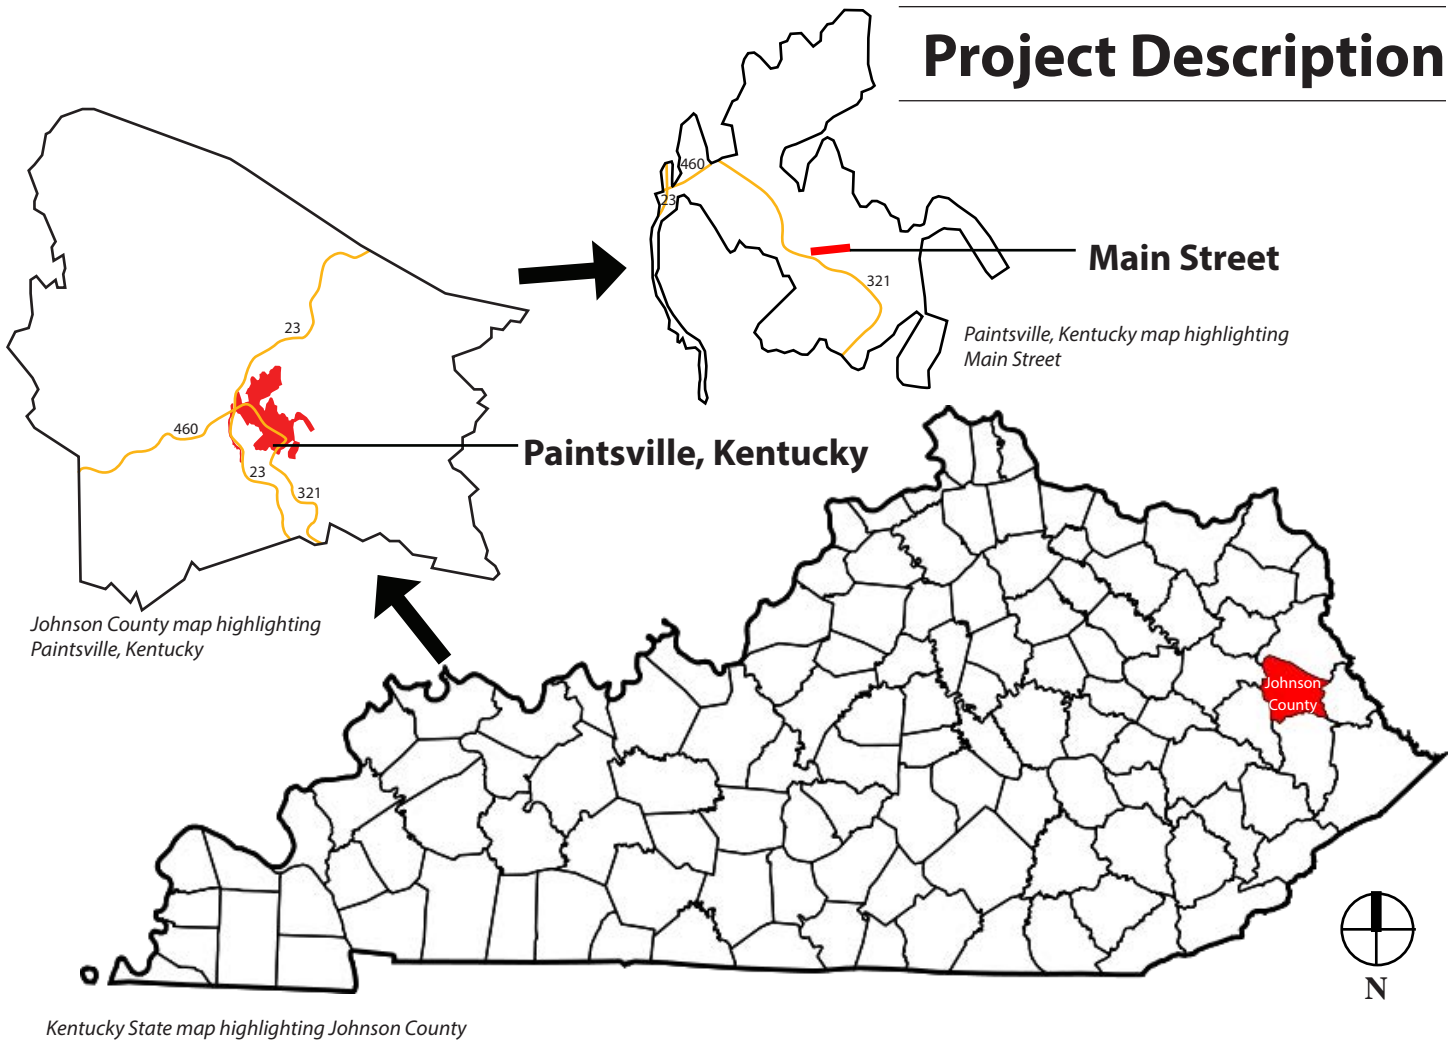 Project Description
460
23
Main Street
321
Paintsville, Kentucky map highlighting
Main Street
23
460
Paintsville, Kentucky
23
321
Johnson County map highlighting
Paintsville, Kentucky
Johnson
County
N
Kentucky State map highlighting Johnson County